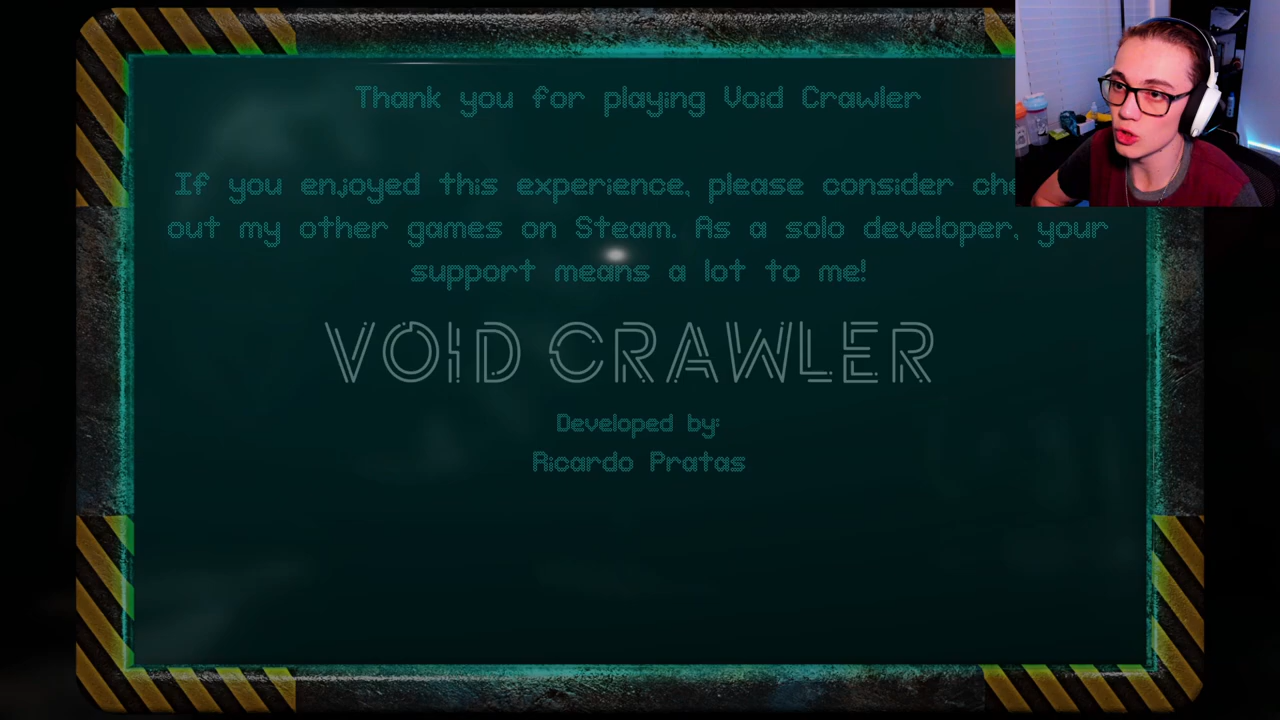 Thank you for playing Void Crawler
If you enjoyed this experience, please consider
out my other games on Steam. As a solo developer, your
support means a lot to me!
VOID CRAWLER
Developed by:
Ricardo Pratas